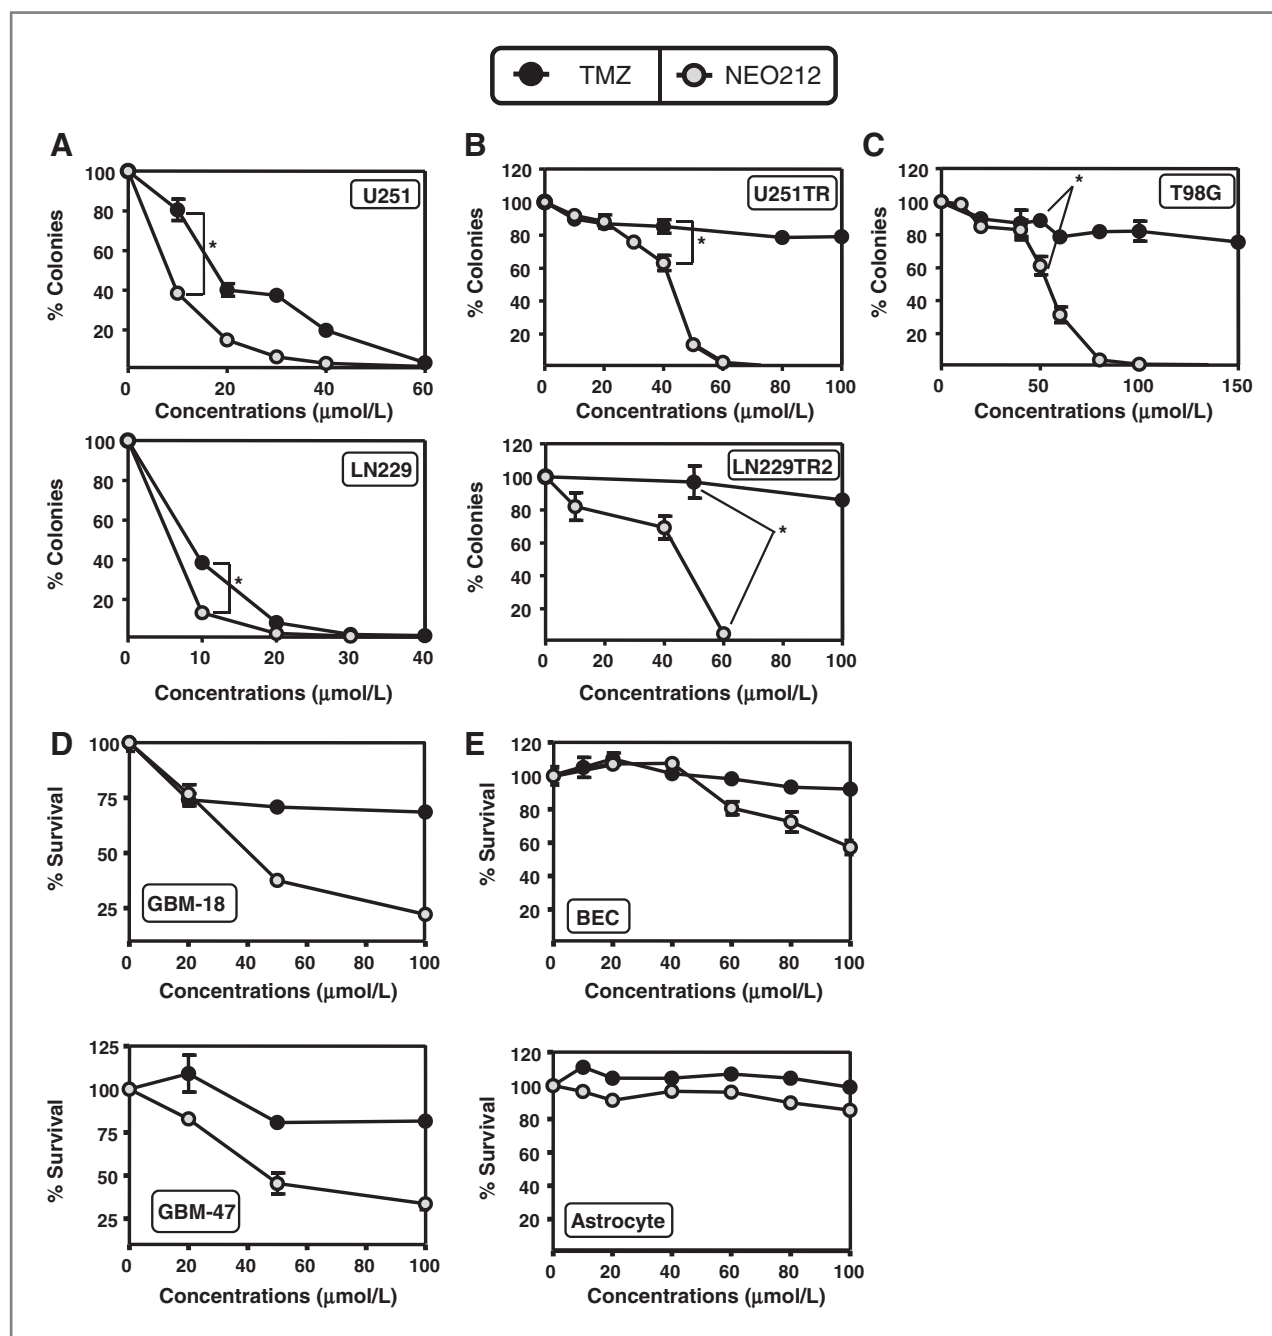 TMZ NEO212
A B C
U251
% Colonies
100
80
60
40
20
*
0 20 40 60
Concentrations (μmol/L)
U251TR
% Colonies
120
100
80
60
40
20
*
0 20 40 60 80 100
Concentrations (μmol/L)
T98G
% Colonies
120
100
80
60
40
20
*
0 50 100 150
Concentrations (μmol/L)
LN229
% Colonies
100
80
60
40
20
*
0 10 20 30 40
Concentrations (μmol/L)
LN229TR2
% Colonies
120
100
80
60
40
20
*
0 20 40 60 80 100
Concentrations (μmol/L)
D E
% Survival
100
75
50
25
GBM-18
0 20 40 60 80 100
Concentrations (μmol/L)
% Survival
120
100
80
60
40
20
BEC
0 20 40 60 80 100
Concentrations (μmol/L)
% Survival
125
100
75
50
25
GBM-47
0 20 40 60 80 100
Concentrations (μmol/L)
% Survival
120
100
80
60
40
20
Astrocyte
0 20 40 60 80 100
Concentrations (μmol/L)